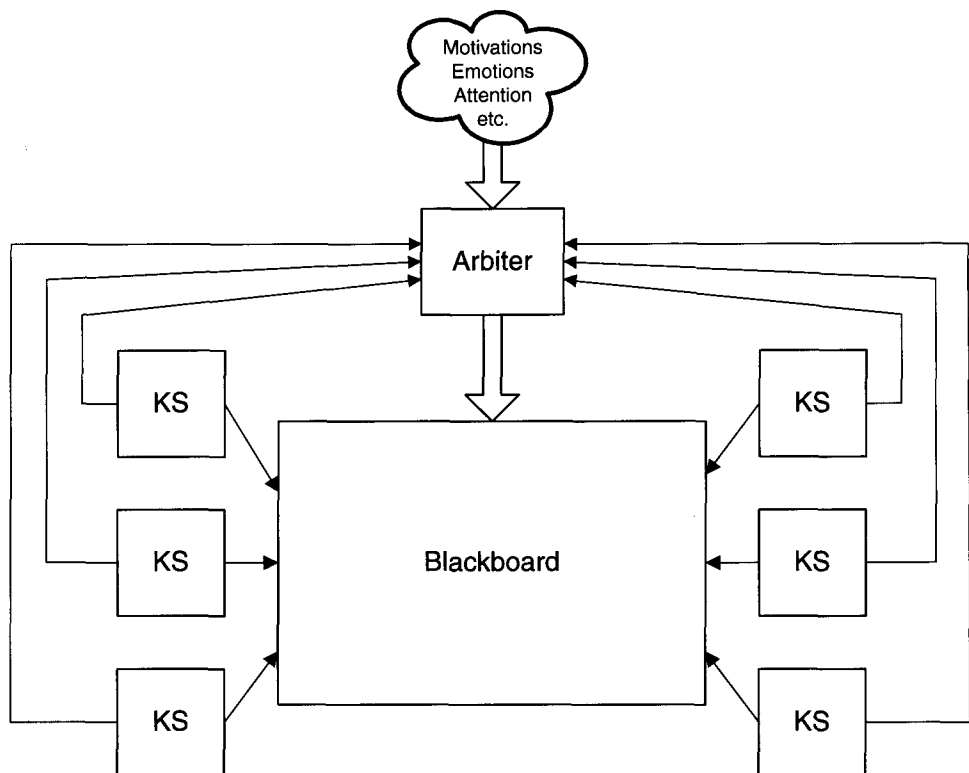 Motivations
Emotions
Attention
etc.
Arbiter
KS
KS
Blackboard
KS
KS
KS
KS